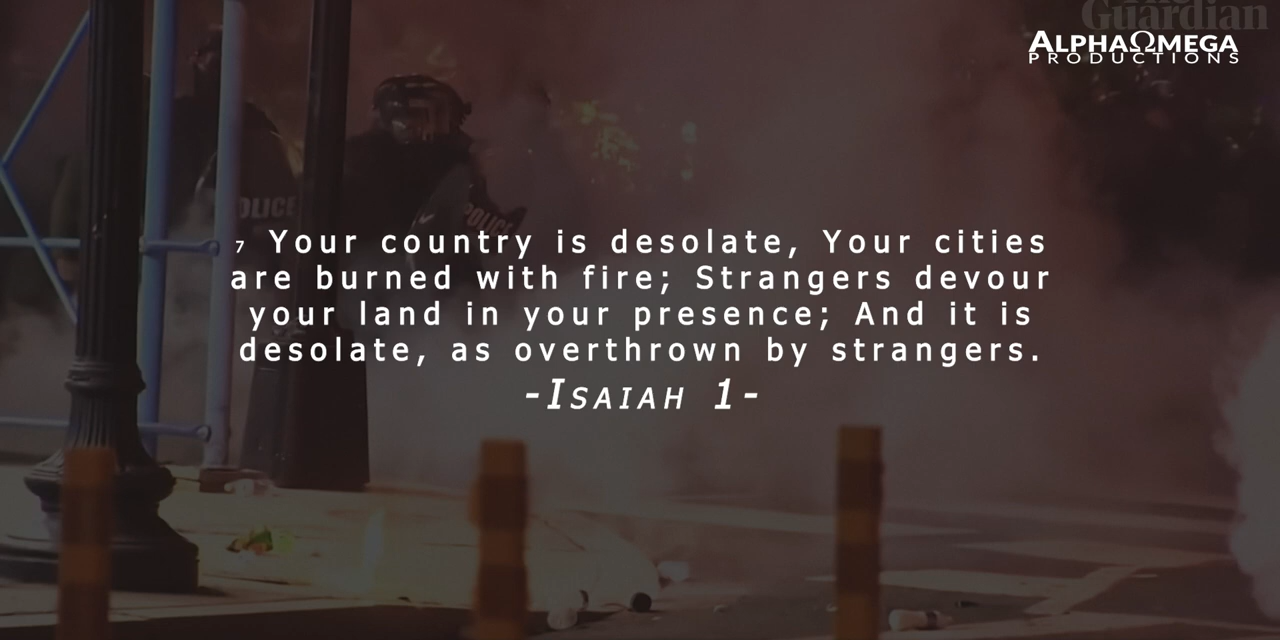 The
Guardian
ALPHAΩMEGA
PRODUCTIONS
POLICE
7 Your country is desolate, Your cities
are burned with fire; Strangers devour
your land in your presence; And it is
desolate, as overthrown by strangers.
-ISAIAH 1-